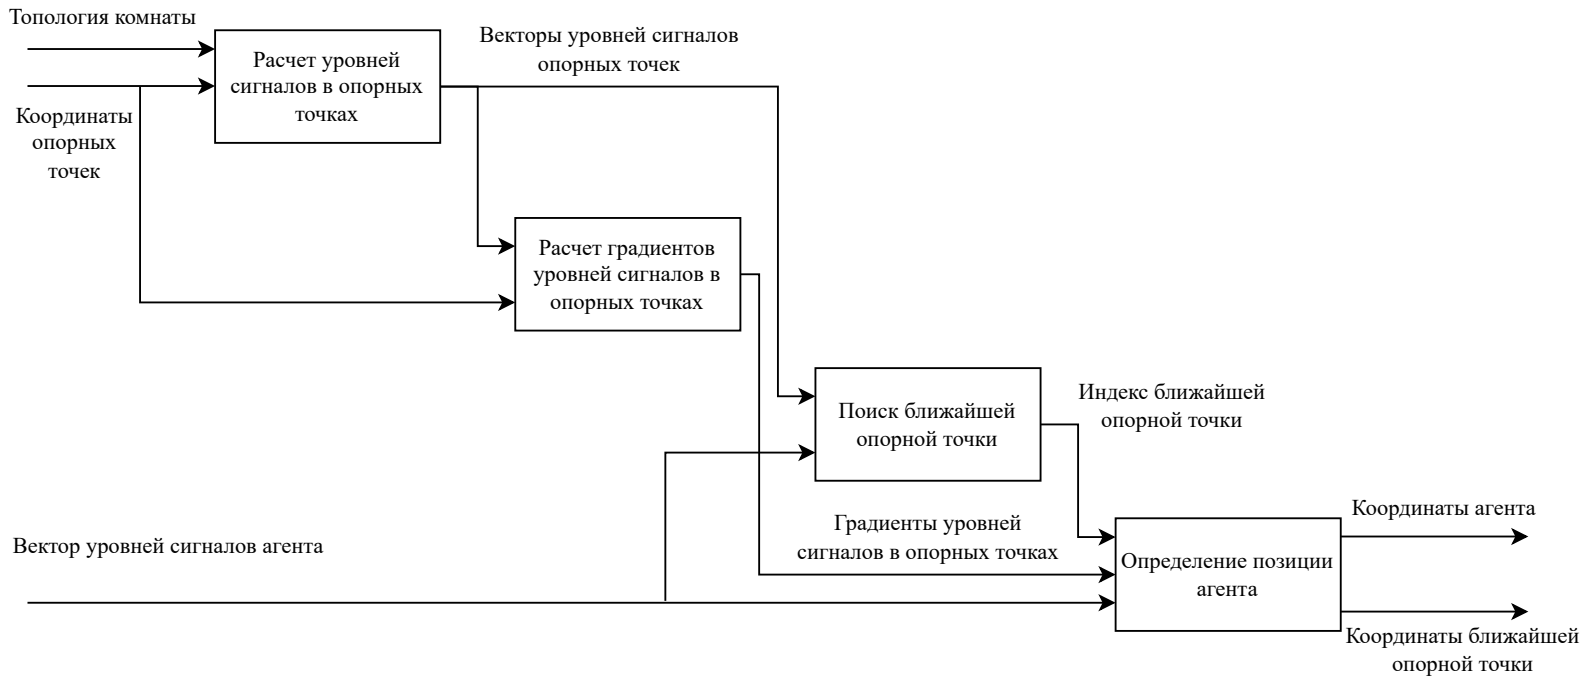 Топология комнаты
Расчет уровней
сигналов в опорных
точках
Векторы уровней сигналов
опорных точек
Координаты
опорных
точек
Расчет градиентов
уровней сигналов в
опорных точках
Поиск ближайшей
опорной точки
Индекс ближайшей
опорной точки
Вектор уровней сигналов агента
Градиенты уровней
сигналов в опорных точках
Определение позиции
агента
Координаты агента
Координаты ближайшей
опорной точки